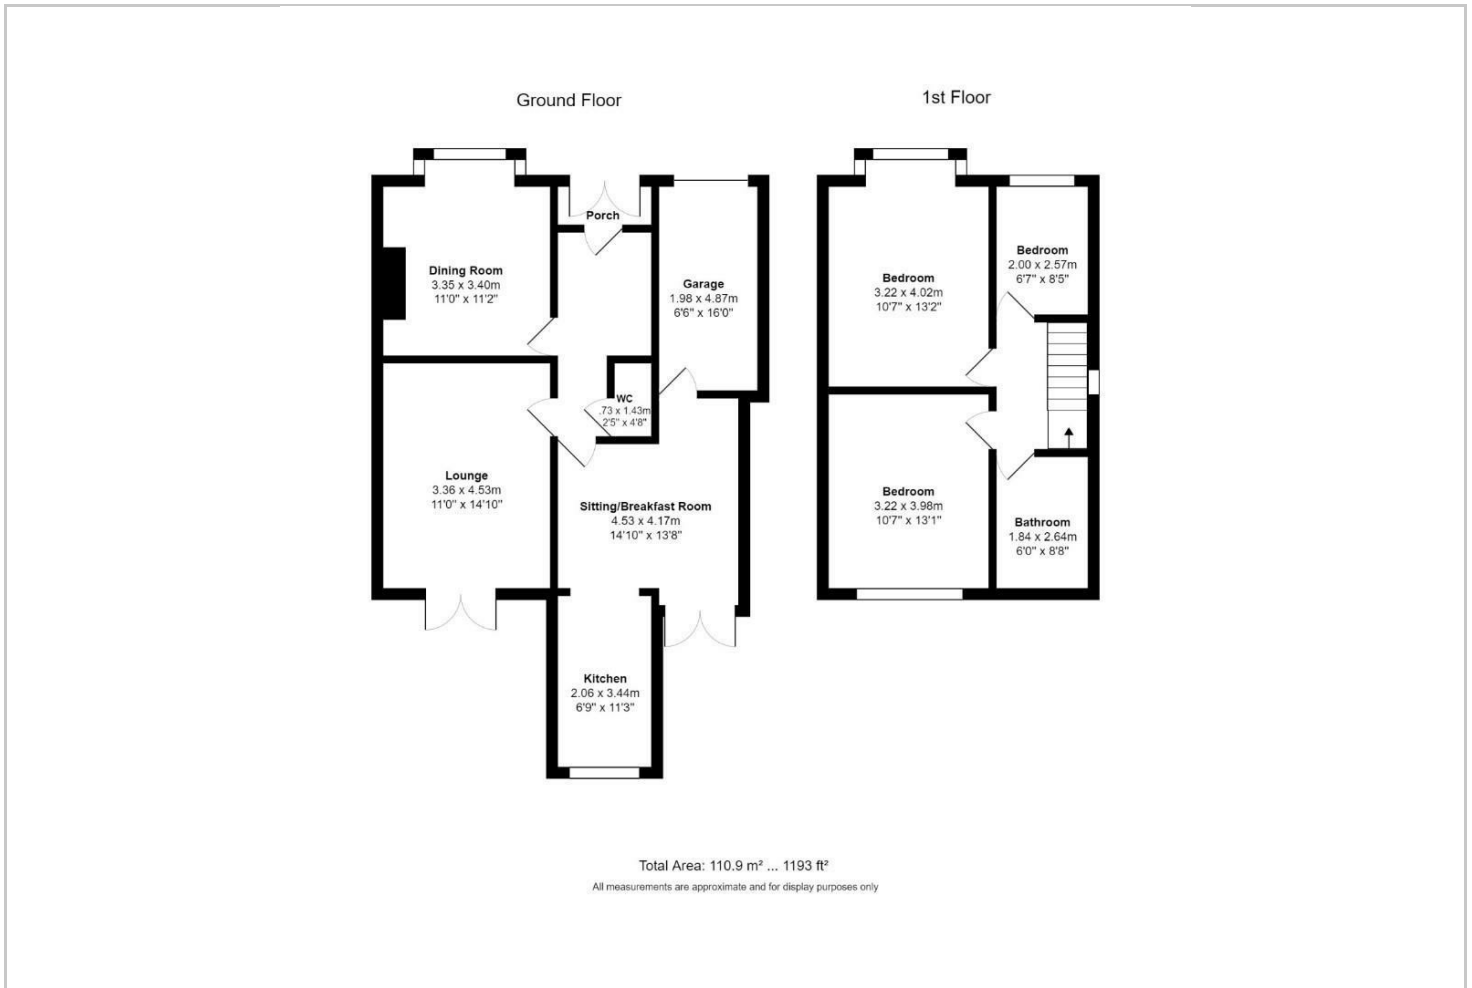 Ground Floor
1st Floor
Porch
Dining Room
3.35 x 3.40m
11'0" x 11'2"
Garage
1.98 x 4.87m
6'6" x 16'0"
WC
.73 x 1.43m
2'5" x 4'8"
Lounge
3.36 x 4.53m
11'0" x 14'10"
Sitting/Breakfast Room
4.53 x 4.17m
14'10" x 13'8"
Kitchen
2.06 x 3.44m
6'9" x 11'3"
Bedroom
3.22 x 4.02m
10'7" x 13'2"
Bedroom
2.00 x 2.57m
6'7" x 8'5"
Bedroom
3.22 x 3.98m
10'7" x 13'1"
Bathroom
1.84 x 2.64m
6'0" x 8'8"
Total Area: 110.9 m² ... 1193 ft²
All measurements are approximate and for display purposes only